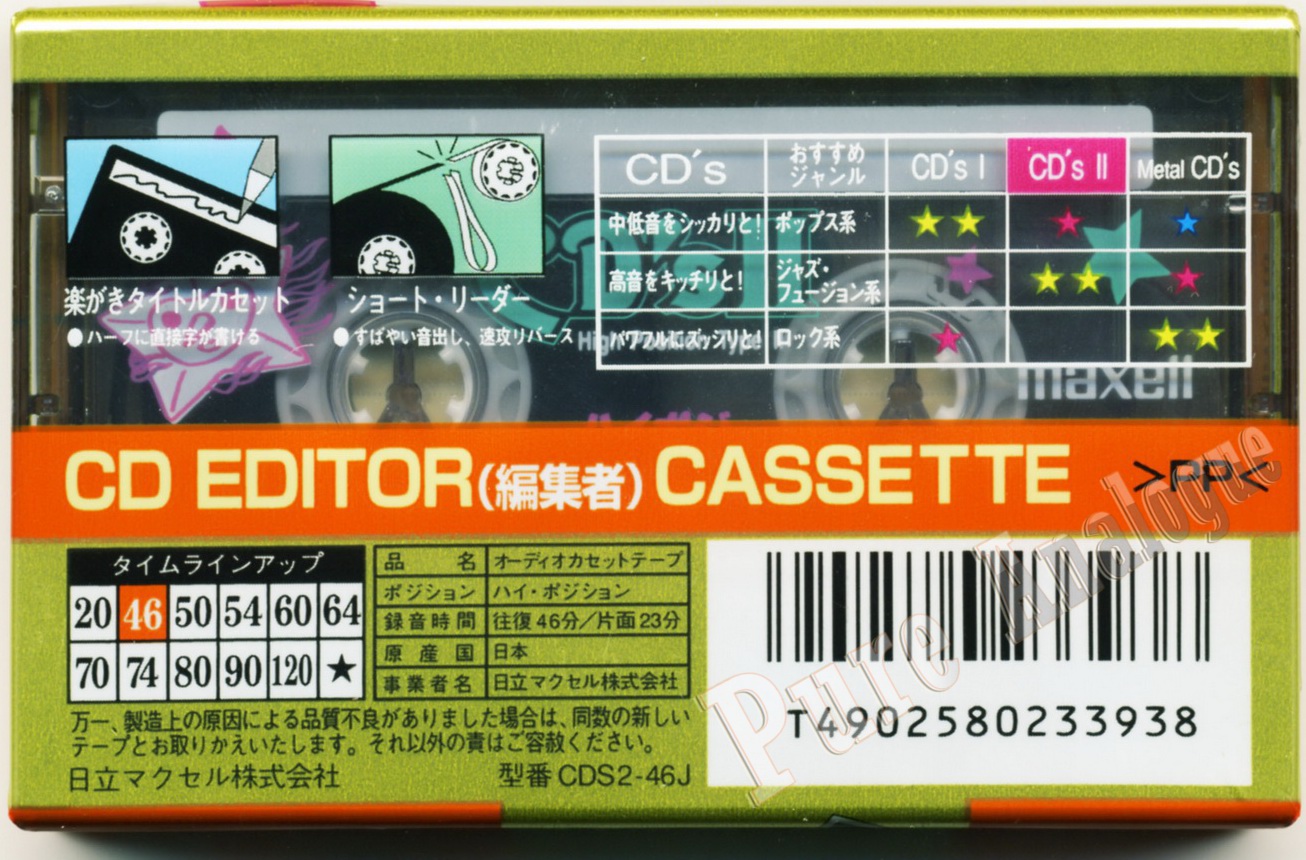 CD's おすすめジャンル CD's I CD's II Metal CD's
中低音をシッカリと! ポップス系 ★★ ★ ★
高音をキッチリと! ジャズ・フュージョン系 ★ ★★ ★
パワフルにズッシリと! ロック系 ★ ★★
楽がきタイトルカセット
●ハーフに直接字が書ける
ショート・リーダー
●すばやい音出し、速攻リバース
CD's II
High Position Type
maxell
CD EDITOR(編集者) CASSETTE
>PP<
タイムラインアップ
20 46 50 54 60 64
70 74 80 90 120 ★
品名 オーディオカセットテープ
ポジション ハイ・ポジション
録音時間 往復46分/片面23分
原産国 日本
事業者名 日立マクセル株式会社
万一、製造上の原因による品質不良がありました場合は、同数の新しい
テープとお取りかえいたします。それ以外の責はご容赦ください。
日立マクセル株式会社 型番 CDS2-46J
T4902580233938
Pure Analogue